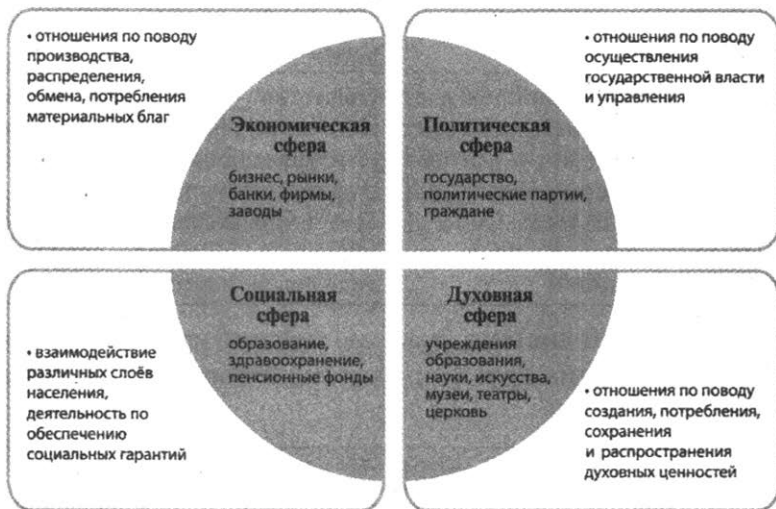 • отношения по поводу
производства,
распределения,
обмена, потребления
материальных благ
Экономическая
сфера
бизнес, рынки,
банки, фирмы,
заводы
• отношения по поводу
осуществления
государственной власти
и управления
Политическая
сфера
государство,
политические партии,
граждане
Социальная
сфера
образование,
здравоохранение,
пенсионные фонды
• взаимодействие
различных слоёв
населения,
деятельность по
обеспечению
социальных гарантий
Духовная
сфера
учреждения
образования,
науки, искусства,
музеи, театры,
церковь
• отношения по поводу
создания, потребления,
сохранения
и распространения
духовных ценностей